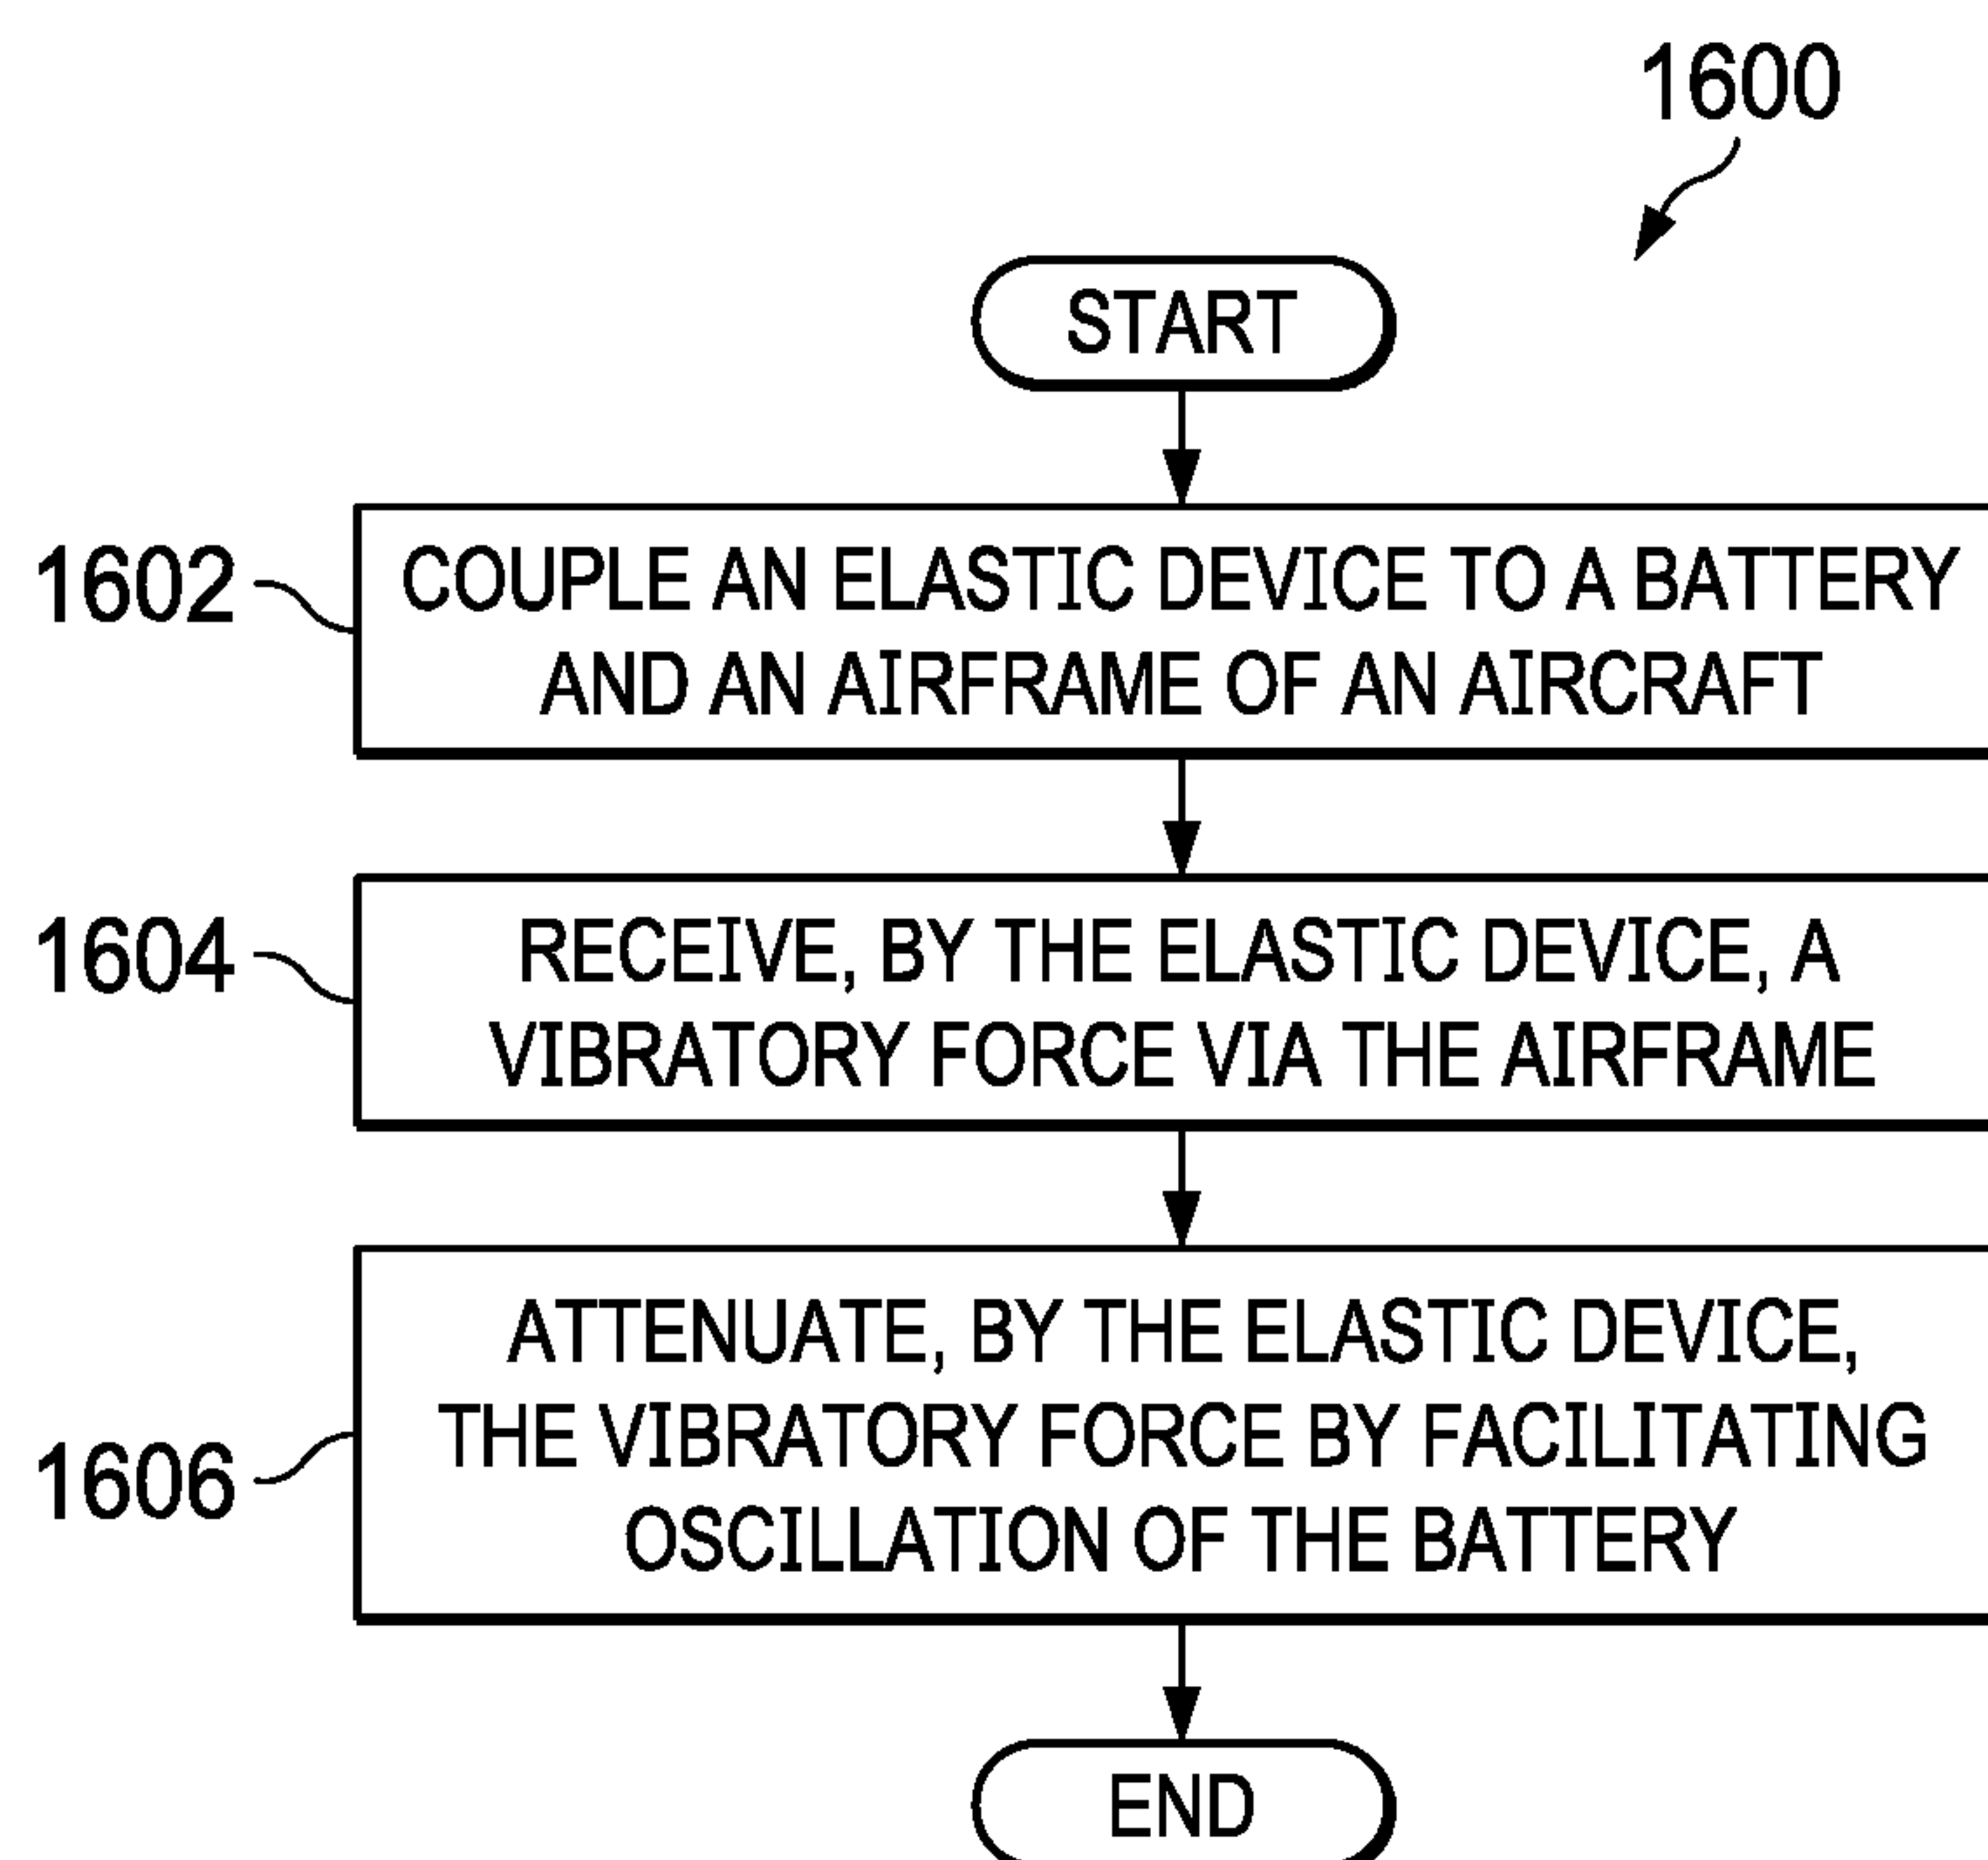 1600
START
1602
COUPLE AN ELASTIC DEVICE TO A BATTERY
AND AN AIRFRAME OF AN AIRCRAFT
1604
RECEIVE, BY THE ELASTIC DEVICE, A
VIBRATORY FORCE VIA THE AIRFRAME
1606
ATTENUATE, BY THE ELASTIC DEVICE,
THE VIBRATORY FORCE BY FACILITATING
OSCILLATION OF THE BATTERY
END